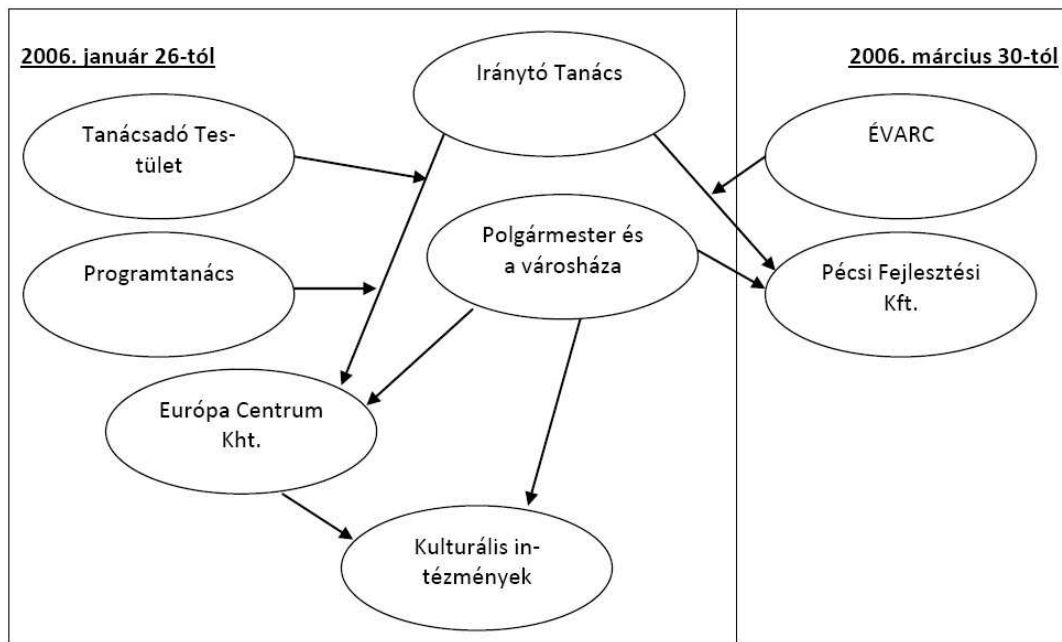 2006. január 26-tól
Iránytó Tanács
2006. március 30-tól
Tanácsadó Tes-
tület
ÉVARC
Polgármester és
a városháza
Programtanács
Pécsi Fejlesztési
Kft.
Európa Centrum
Kht.
Kulturális in-
tézmények